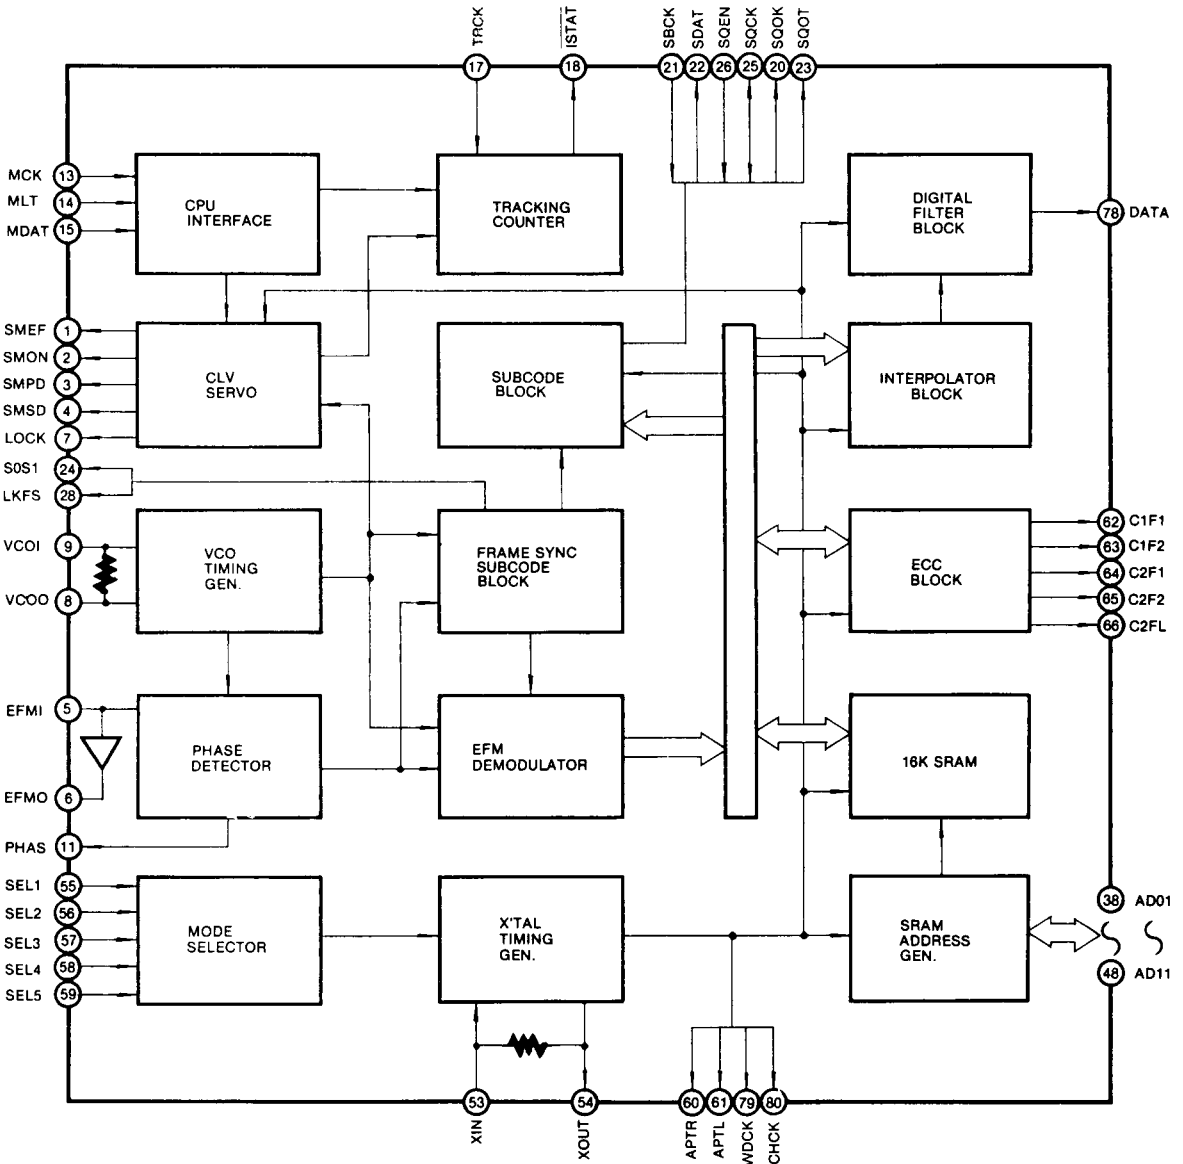 TRCK
ISTAT
SBCK
SDAT
SQEN
SQCK
SQOK
SQOT
17
18
21
22
26
25
20
23
MCK 13
MLT 14
MDAT 15
CPU
INTERFACE
TRACKING
COUNTER
DIGITAL
FILTER
BLOCK
78 DATA
SMEF 1
SMON 2
SMPD 3
SMSD 4
LOCK 7
CLV
SERVO
SUBCODE
BLOCK
INTERPOLATOR
BLOCK
S0S1 24
LKFS 28
VCOI 9
VCOO 8
VCO
TIMING
GEN.
FRAME SYNC
SUBCODE
BLOCK
ECC
BLOCK
62 C1F1
63 C1F2
64 C2F1
65 C2F2
66 C2FL
EFMI 5
EFMO 6
PHAS 11
PHASE
DETECTOR
EFM
DEMODULATOR
16K SRAM
SEL1 55
SEL2 56
SEL3 57
SEL4 58
SEL5 59
MODE
SELECTOR
X'TAL
TIMING
GEN.
SRAM
ADDRESS
GEN.
38 AD01
48 AD11
53
54
60
61
79
80
XIN
XOUT
APTR
APTL
WDCK
CHCK